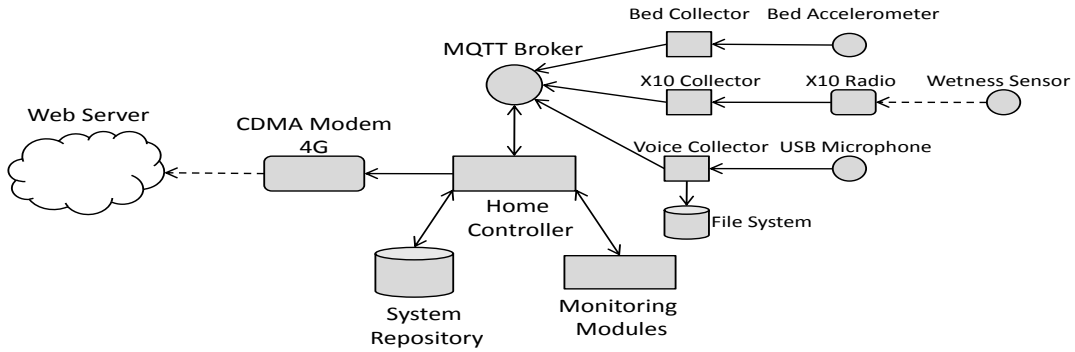 Bed Collector
Bed Accelerometer
MQTT Broker
X10 Collector
X10 Radio
Wetness Sensor
Web Server
CDMA Modem
4G
Voice Collector
USB Microphone
Home
Controller
File System
System
Repository
Monitoring
Modules